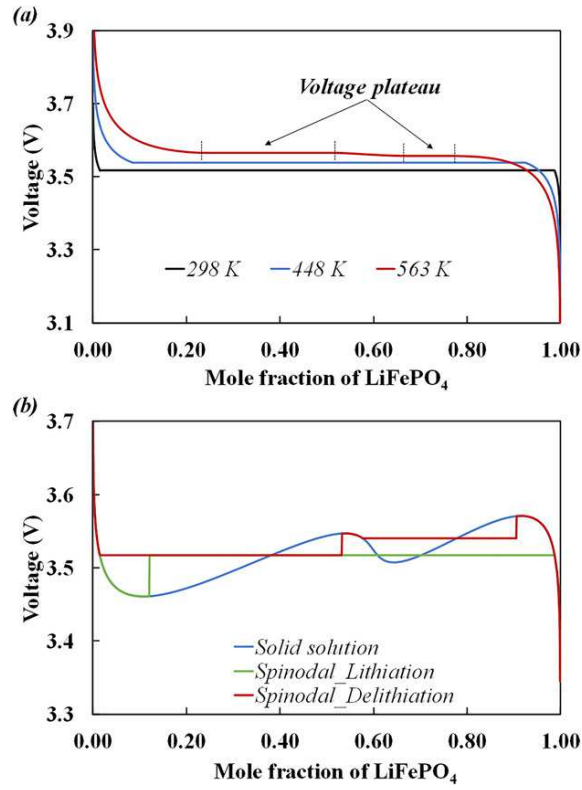 (a)
3.9
3.7
3.5
3.3
3.1
Voltage (V)
Voltage plateau
298 K 448 K 563 K
0.00 0.20 0.40 0.60 0.80 1.00
Mole fraction of LiFePO4
(b)
3.7
3.6
3.5
3.4
3.3
Voltage (V)
Solid solution
Spinodal_Lithiation
Spinodal_Delithiation
0.00 0.20 0.40 0.60 0.80 1.00
Mole fraction of LiFePO4